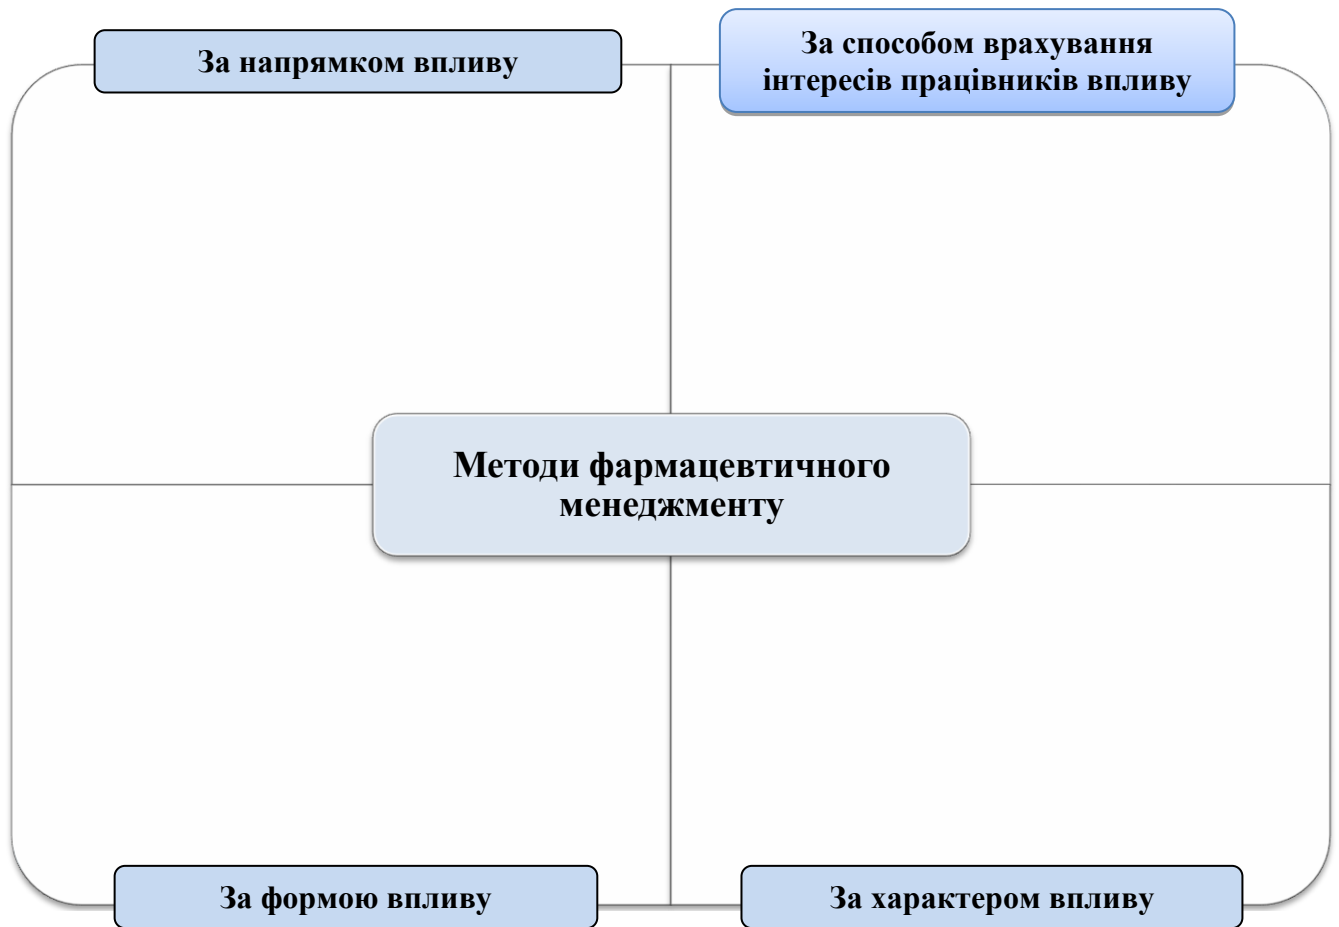 За напрямком впливу
За способом врахування
інтересів працівників впливу
Методи фармацевтичного
менеджменту
За формою впливу
За характером впливу